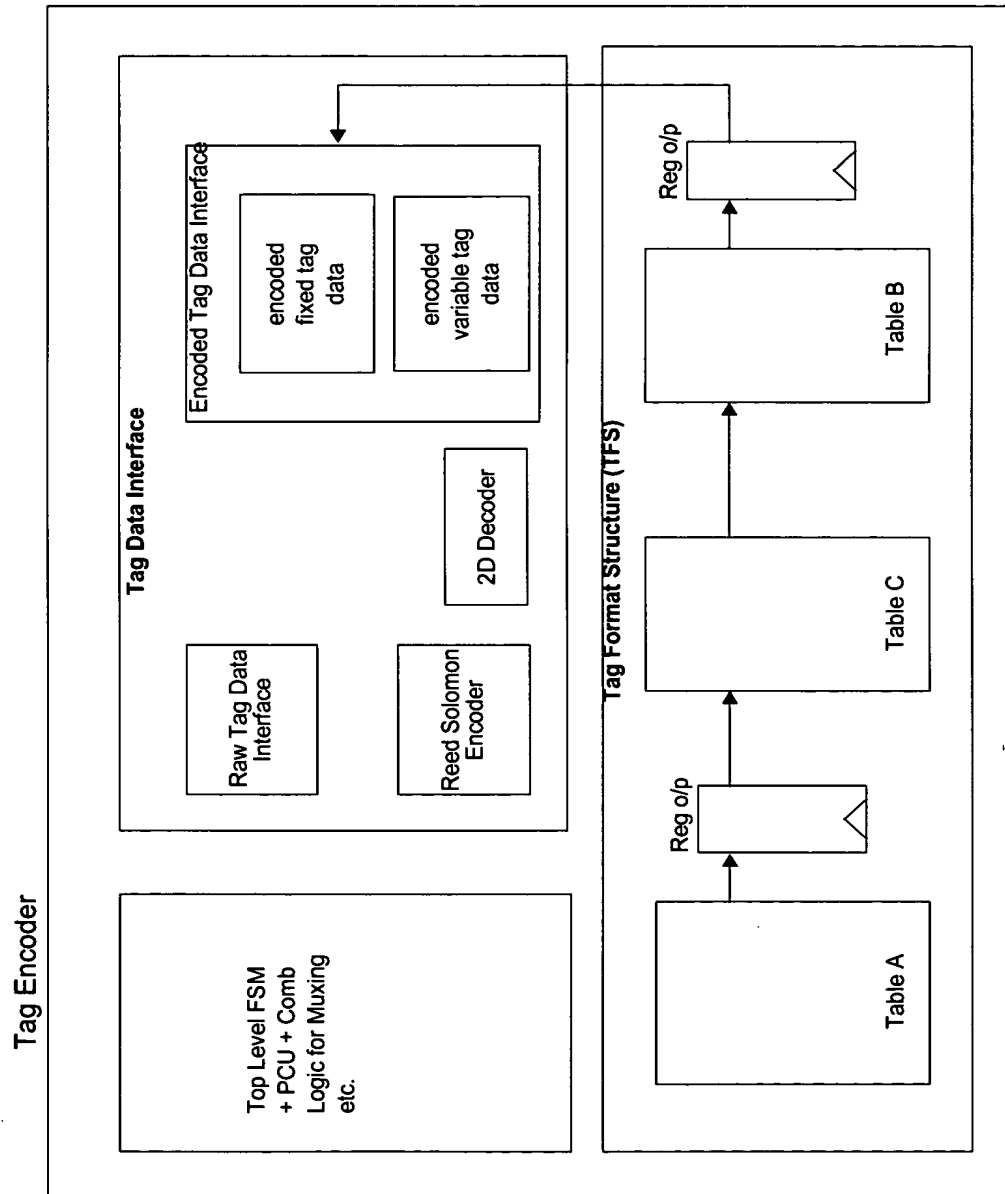 Tag Encoder
Top Level FSM
+ PCU + Comb
Logic for Muxing
etc.
Tag Data Interface
Raw Tag Data
Interface
Reed Solomon
Encoder
2D Decoder
Encoded Tag Data Interface
encoded
fixed tag
data
encoded
variable tag
data
Tag Format Structure (TFS)
Table A
Reg o/p
Table C
Table B
Reg o/p